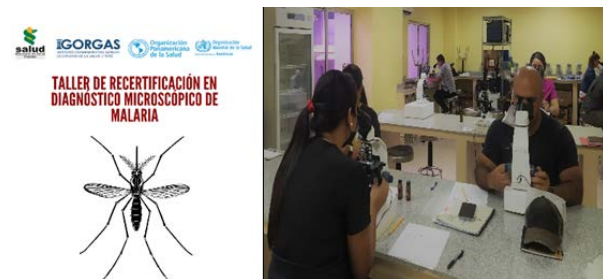 salud
IGORGAS
Organización
Panamericana
de la Salud
Organización
Mundial de la Salud
TALLER DE RECERTIFICACIÓN EN
DIAGNÓSTICO MICROSCÓPICO DE
MALARIA